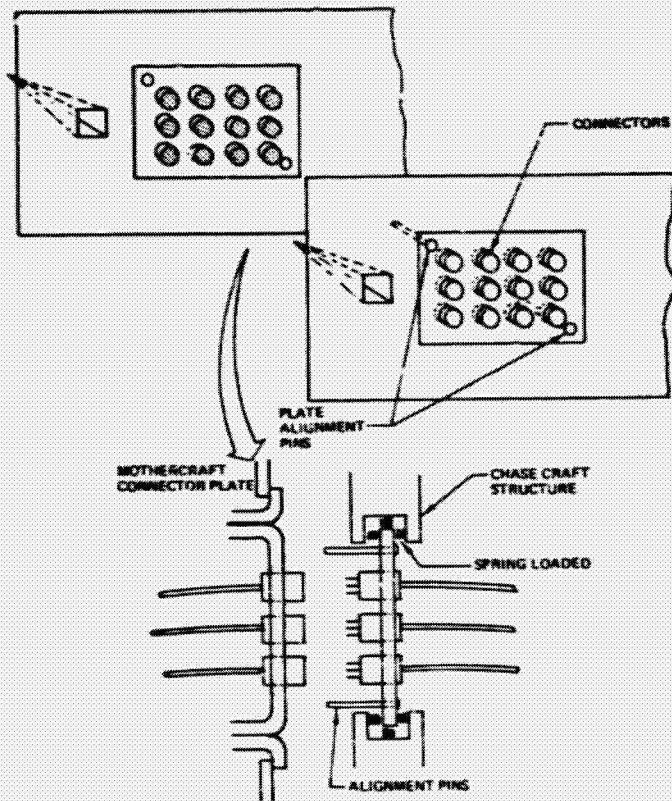 CONNECTORS
PLATE
ALIGNMENT
PINS
MOTHERCRAFT
CONNECTOR PLATE
CHASE CRAFT
STRUCTURE
SPRING LOADED
ALIGNMENT PINS